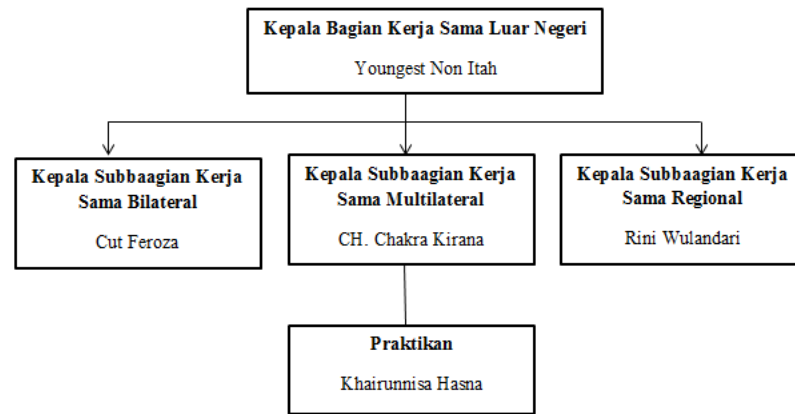 Kepala Bagian Kerja Sama Luar Negeri
Youngest Non Itah
Kepala Subbaagian Kerja
Sama Bilateral
Cut Feroza
Kepala Subbaagian Kerja
Sama Multilateral
CH. Chakra Kirana
Kepala Subbaagian Kerja
Sama Regional
Rini Wulandari
Praktikan
Khairunnisa Hasna